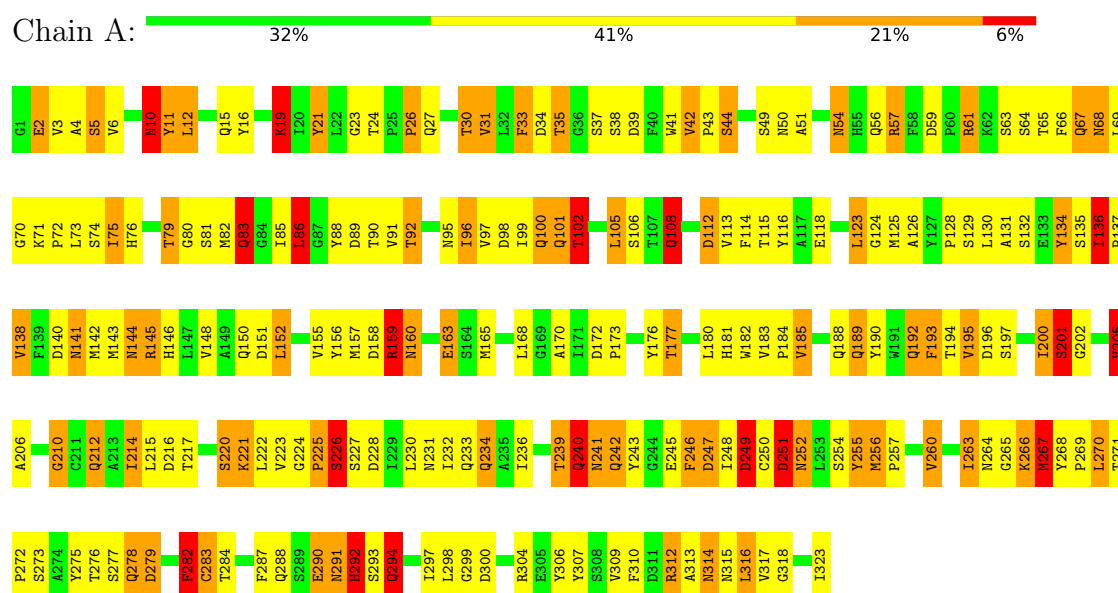 Chain A:
32% 41% 21% 6%
G1 E2 V3 A4 S5 V6 N10 Y11 L12 Q15 Y16 K19 I20 Y21 L22 G23 T24 P25 P26 Q27 T30 V31 L32 F33 D34 T35 G36 S37 S38 D39 F40 W41 V42 P43 S44 S49 N50 A51 N54 H55 Q56 R57 F58 D59 P60 R61 K62 S63 S64 T65 F66 Q67 N68 L69
G70 K71 P72 L73 S74 I75 H76 T79 G80 S81 M82 Q83 G84 I85 L86 G87 Y88 D89 T90 V91 T92 N95 I96 V97 D98 I99 Q100 Q101 T102 L105 S106 T107 Q108 D112 V113 F114 T115 Y116 A117 E118 L123 G124 M125 A126 Y127 P128 S129 L130 A131 S132 E133 Y134 S135 I136 P137
V138 F139 D140 N141 M142 M143 N144 R145 H146 L147 V148 A149 Q150 D151 L152 V155 Y156 M157 D158 R159 N160 E163 S164 M165 L168 G169 A170 I171 D172 P173 Y176 T177 L180 H181 W182 V183 P184 V185 Q188 Q189 Y190 W191 Q192 F193 T194 V195 D196 S197 I200 S201 G202 V205
A206 G210 C211 Q212 A213 I214 L215 D216 T217 S220 K221 L222 V223 G224 P225 S226 S227 D228 I229 L230 N231 I232 Q233 Q234 A235 I236 T239 Q240 N241 Q242 Y243 G244 E245 F246 D247 I248 D249 C250 D251 N252 L253 S254 Y255 M256 P257 V260 I263 N264 G265 K266 M267 Y268 P269 L270 T271
P272 S273 A274 Y275 T276 S277 Q278 D279 F282 C283 T284 F287 Q288 S289 E290 N291 H292 S293 Q294 I297 L298 G299 D300 R304 E305 Y306 Y307 S308 V309 F310 D311 R312 A313 N314 N315 L316 V317 G318 I323